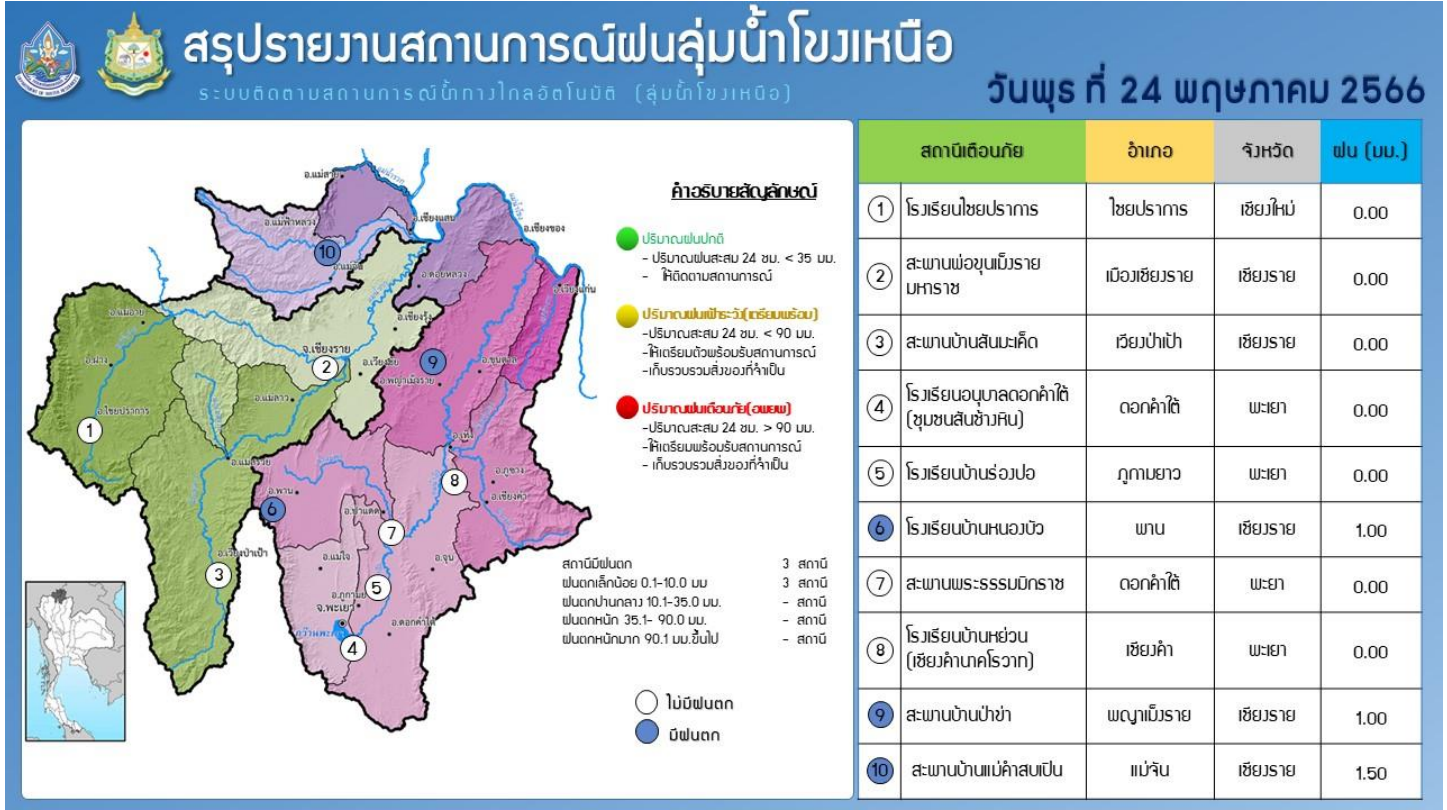 สรุปรายงานสถานการณ์ฝนลุ่มน้ำโขงเหนือ
ระบบติดตามสถานการณ์น้ำทางไกลอัตโนมัติ (ลุ่มน้ำโขงเหนือ)
วันพุธ ที่ 24 พฤษภาคม 2566
อ.แม่สาย
อ.แม่ฟ้าหลวง
อ.เชียงแสน
อ.เชียงของ
10
อ.แม่จัน
อ.ดอยหลวง
อ.เวียงแก่น
อ.แม่อาย
อ.เชียงรุ้ง
อ.ฝาง
จ.เชียงราย
2
อ.เวียงชัย
9
อ.ขุนตาล
อ.พญาเม็งราย
อ.แม่ลาว
อ.ไชยปราการ
1
อ.เทิง
อ.แม่สรวย
8
อ.ภูซาง
อ.พาน
อ.เชียงคำ
6
อ.ป่าแดด
7
อ.เวียงป่าเป้า
3
อ.แม่ใจ
อ.จุน
5
จ.พะเยา
อ.ดอกคำใต้
กว๊านพะเยา
4
คำอธิบายสัญลักษณ์
ปริมาณฝนปกติ
- ปริมาณฝนสะสม 24 ชม. < 35 มม.
- ให้ติดตามสถานการณ์
ปริมาณฝนเฝ้าระวัง(เตรียมพร้อม)
-ปริมาณสะสม 24 ชม. < 90 มม.
-ให้เตรียมตัวพร้อมรับสถานการณ์
-เก็บรวบรวมสิ่งของที่จำเป็น
ปริมาณฝนเตือนภัย(อพยพ)
-ปริมาณสะสม 24 ชม. > 90 มม.
-ให้เตรียมพร้อมรับสถานการณ์
- เก็บรวบรวมสิ่งของที่จำเป็น
สถานีมีฝนตก 3 สถานี
ฝนตกเล็กน้อย 0.1-10.0 มม 3 สถานี
ฝนตกปานกลาง 10.1-35.0 มม. - สถานี
ฝนตกหนัก 35.1- 90.0 มม. - สถานี
ฝนตกหนักมาก 90.1 มม.ขึ้นไป - สถานี
ไม่มีฝนตก
มีฝนตก
สถานีเตือนภัย อำเภอ จังหวัด ฝน (มม.)
1 โรงเรียนไชยปราการ ไชยปราการ เชียงใหม่ 0.00
2 สะพานพ่อขุนเม็งราย
มหาราช เมืองเชียงราย เชียงราย 0.00
3 สะพานบ้านสันมะเค็ด เวียงป่าเป้า เชียงราย 0.00
4 โรงเรียนอนุบาลดอกคำใต้
(ชุมชนสันช้างหิน) ดอกคำใต้ พะเยา 0.00
5 โรงเรียนบ้านร่องปอ ภูกามยาว พะเยา 0.00
6 โรงเรียนบ้านหนองบัว พาน เชียงราย 1.00
7 สะพานพระธรรมมิกราช ดอกคำใต้ พะยา 0.00
8 โรงเรียนบ้านหย่วน
(เชียงคำนาคโรวาท) เชียงคำ พะเยา 0.00
9 สะพานบ้านป่าข่า พญาเม็งราย เชียงราย 1.00
10 สะพานบ้านแม่คำสบเปิน แม่จัน เชียงราย 1.50